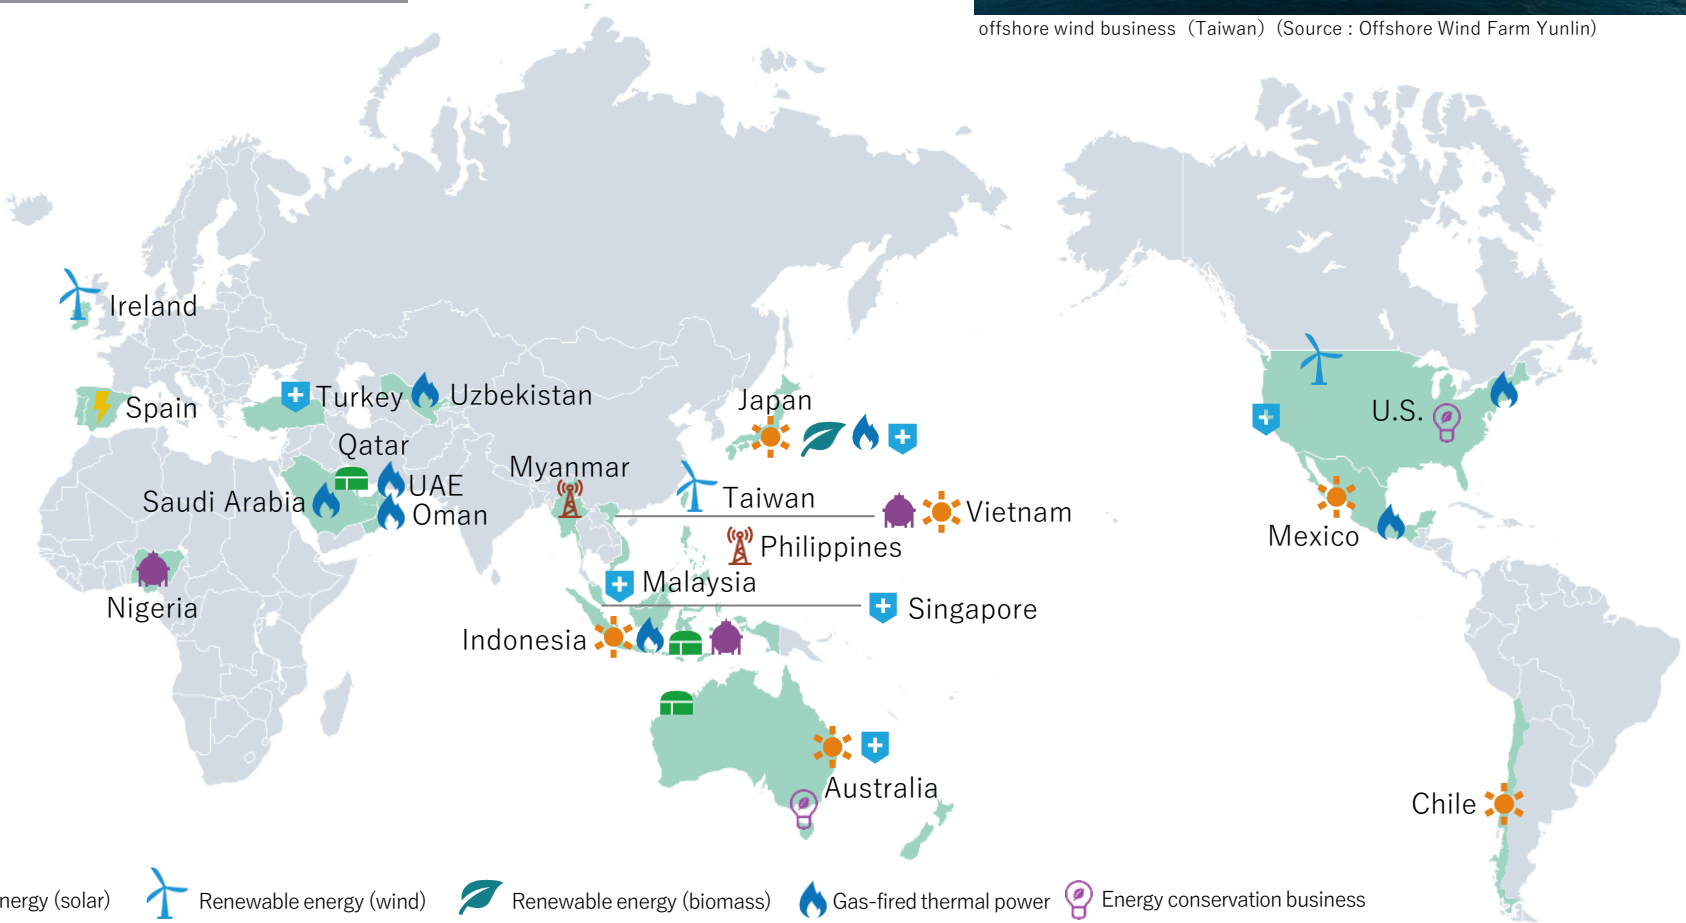 offshore wind business（Taiwan）(Source : Offshore Wind Farm Yunlin)
Ireland
Spain
Turkey
Uzbekistan
Japan
Qatar
Myanmar
UAE
Saudi Arabia
Oman
Taiwan
Vietnam
U.S.
Mexico
Philippines
Malaysia
Nigeria
Singapore
Indonesia
Australia
Chile
nergy (solar)
Renewable energy (wind)
Renewable energy (biomass)
Gas-fired thermal power
Energy conservation business